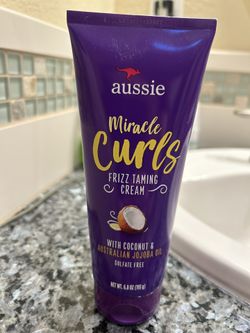 aussie
Miracle
Curls
FRIZZ TAMING
CREAM
WITH COCONUT &
AUSTRALIAN JOJOBA OIL
SULFATE FREE
NET WT. 6.8 OZ (193 g)